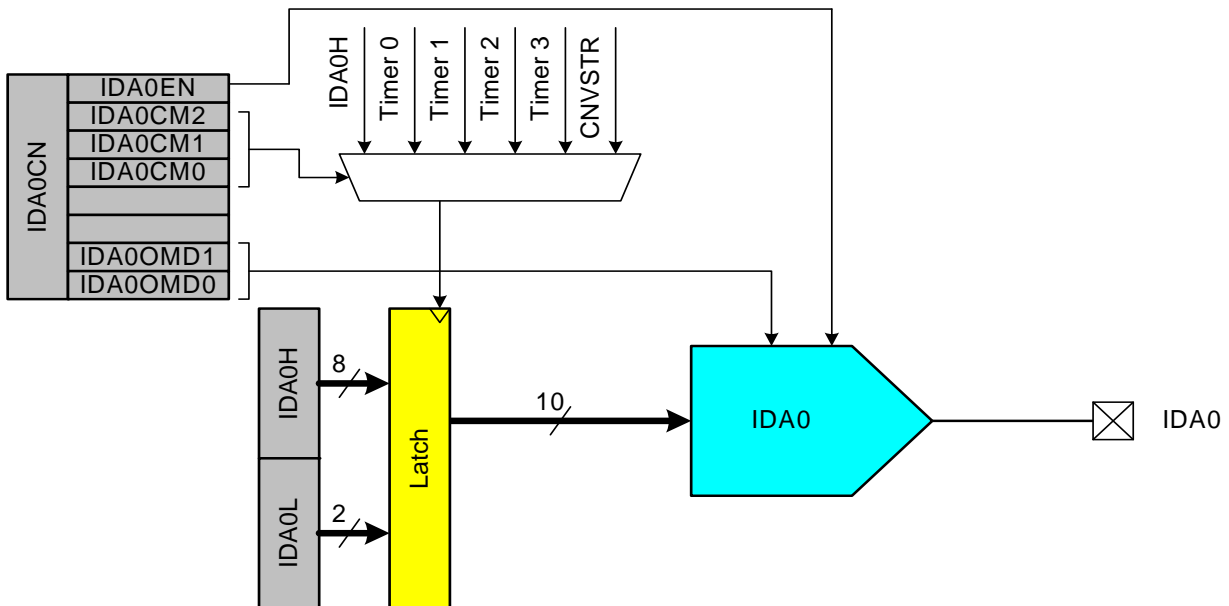 IDA0CN
IDA0EN
IDA0CM2
IDA0CM1
IDA0CM0
IDA0OMD1
IDA0OMD0
IDA0H
Timer 0
Timer 1
Timer 2
Timer 3
CNVSTR
IDA0H
8
IDA0L
2
Latch
10
IDA0
IDA0